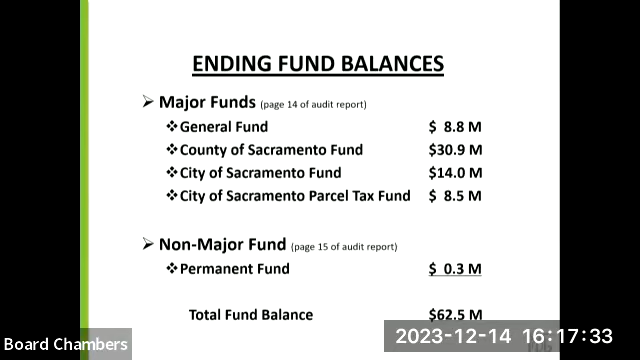 ENDING FUND BALANCES
Major Funds (page 14 of audit report)
General Fund $ 8.8 M
County of Sacramento Fund $30.9 M
City of Sacramento Fund $14.0 M
City of Sacramento Parcel Tax Fund $ 8.5 M
Non-Major Fund (page 15 of audit report)
Permanent Fund $ 0.3 M
Total Fund Balance $62.5 M
Board Chambers
2023-12-14 16:17:33